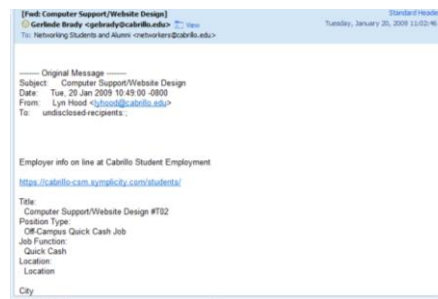 [Fwd: Computer Support/Website Design]
Standard Heade
Gerlinde Brady <gebrady@cabrillo.edu> View
Tuesday, January 20, 2009 11:02:46
To: Networking Students and Alumni <networkers@cabrillo.edu>
-------- Original Message --------
Subject: Computer Support/Website Design
Date: Tue, 20 Jan 2009 10:49:00 -0800
From: Lyn Hood <lyhood@cabrillo.edu>
To: undisclosed-recipients:;
Employer info on line at Cabrillo Student Employment
https://cabrillo-csm.symplicity.com/students/
Title:
Computer Support/Website Design #T02
Position Type:
Off-Campus Quick Cash Job
Job Function:
Quick Cash
Location:
Location
City